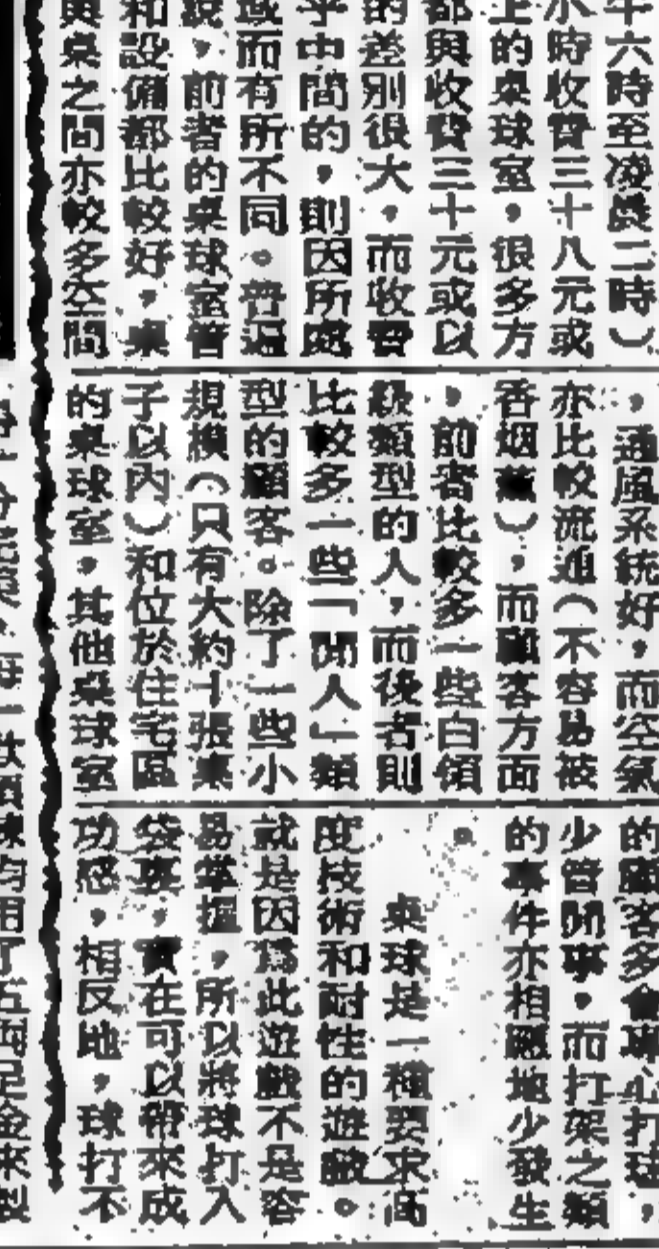 午六時至凌晨二時）
小時收費三十八元或
上的桌球室，很多方
都與收費三十元或以
的差別很大，而收費
乎中間的，則因所處
域而有所不同。普遍
說，前者的桌球室管
和設備都比較好，桌
與桌之間亦較多空間
，通風系統好，而空氣
亦比較流通（不容易被
香烟薰），而顧客方面
，前者比較多一些白領
級類型的人，而後者則
比較多一些「閒人」類
型的顧客。除了一些小
規模（只有大約十張桌
子以內）和位於住宅區
的桌球室，其他桌球室
的顧客多會專心打球，
少管閒事，而打架之類
的事件亦相應地少發生
。
桌球是一種要求高
度技術和耐性的遊戲。
就是因為此遊戲不是容
易掌握，所以將球打入
袋裏，實在可以帶來成
功感，相反地，球打不